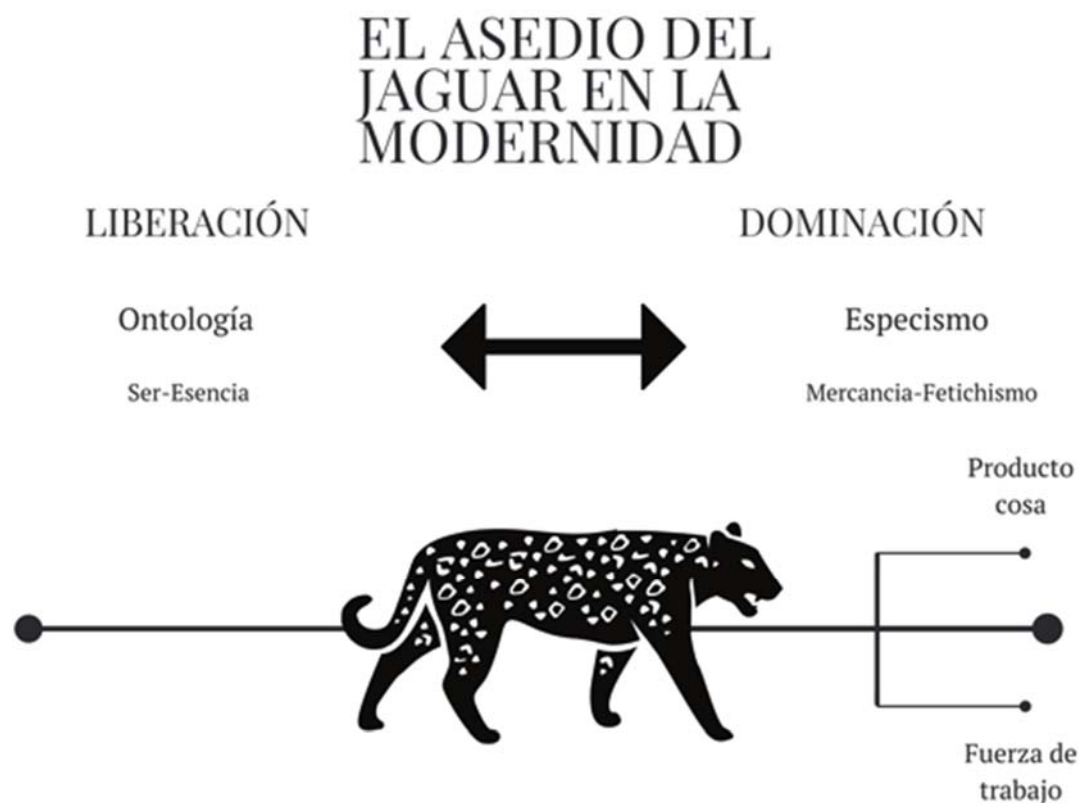 EL ASEDIO DEL
JAGUAR EN LA
MODERNIDAD
LIBERACIÓN
DOMINACIÓN
Ontología
Especismo
Ser-Esencia
Mercancia-Fetichismo
Producto
cosa
Fuerza de
trabajo